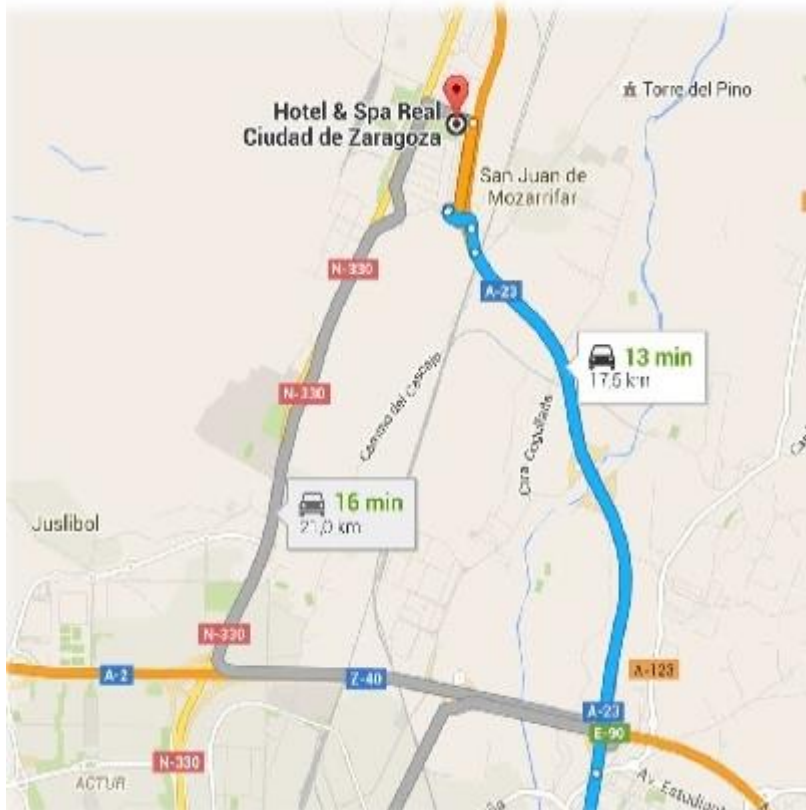 Torre del Pino
Hotel & Spa Real
Ciudad de Zaragoza
San Juan de
Mozarrifar
N-330
A-23
13 min
17,5 km
N-330
Camino del Cascajo
Ctra Cogullada
16 min
21,0 km
Juslibol
N-330
A-2
Z-40
A-123
A-23
E-90
N-330
ACTUR
Av. Estudiantes